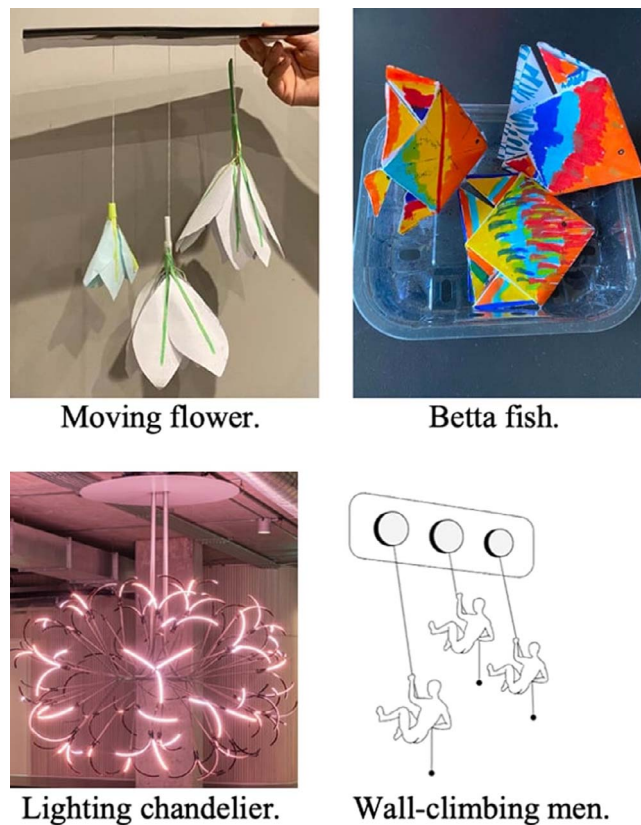 Moving flower.
Betta fish.
Lighting chandelier.
Wall-climbing men.